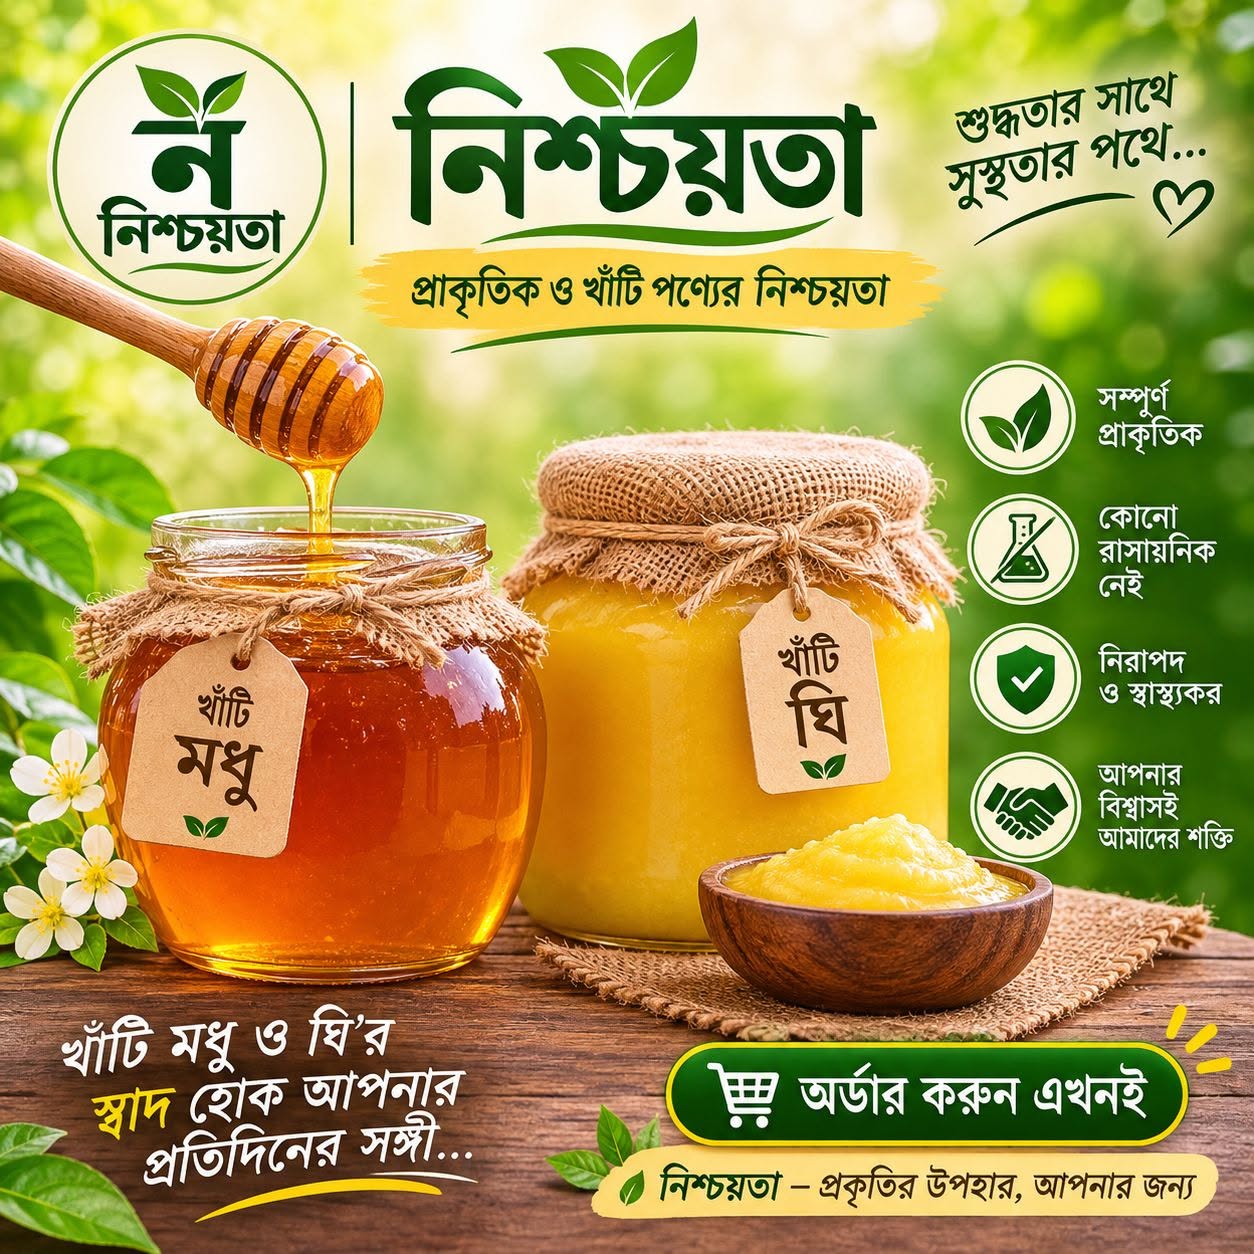 ন
নিশ্চয়তা
নিশ্চয়তা
প্রাকৃতিক ও খাঁটি পণ্যের নিশ্চয়তা
শুদ্ধতার সাথে
সুস্থতার পথে...
সম্পূর্ণ
প্রাকৃতিক
কোনো
রাসায়নিক
নেই
নিরাপদ
ও স্বাস্থ্যকর
আপনার
বিশ্বাসই
আমাদের শক্তি
খাঁটি
মধু
খাঁটি
ঘি
খাঁটি মধু ও ঘি'র
স্বাদ হোক আপনার
প্রতিদিনের সঙ্গী...
অর্ডার করুন এখনই
নিশ্চয়তা – প্রকৃতির উপহার, আপনার জন্য